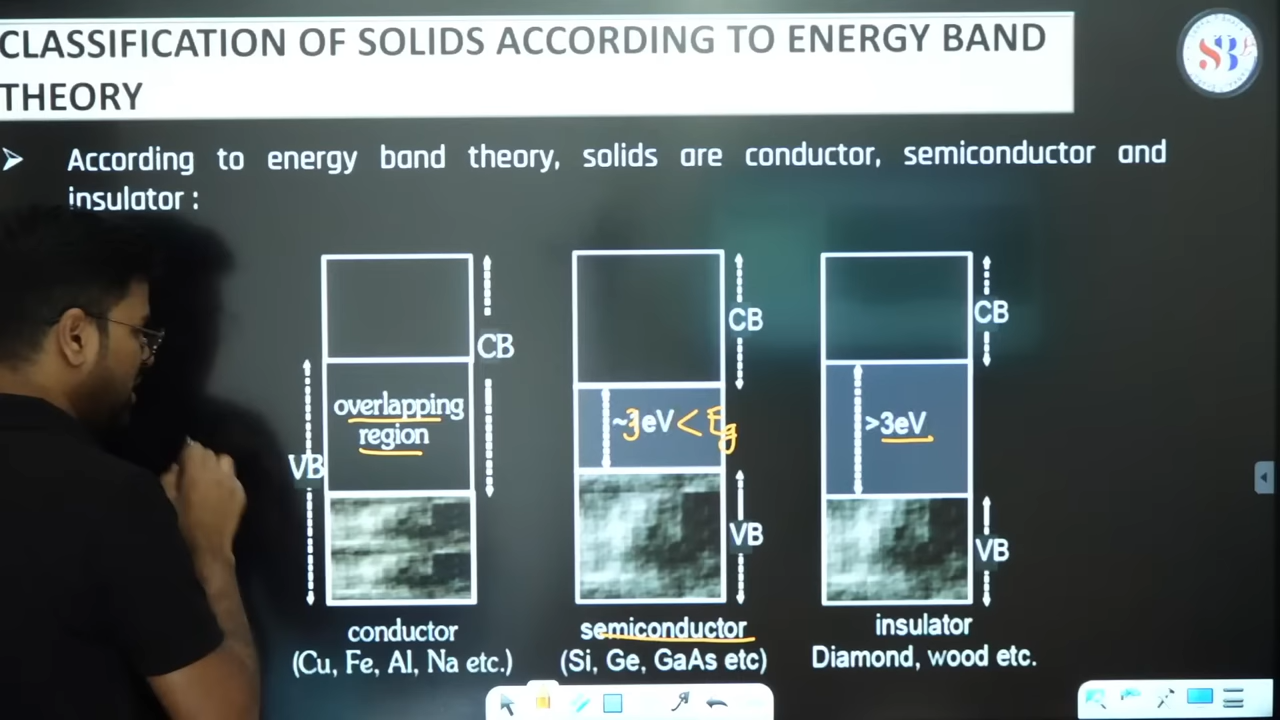 CLASSIFICATION OF SOLIDS ACCORDING TO ENERGY BAND
THEORY
➤ According to energy band theory, solids are conductor, semiconductor and
insulator :
CB
CB
CB
overlapping
region
~3eV < Eg
>3eV
VB
VB
VB
conductor
(Cu, Fe, Al, Na etc.)
semiconductor
(Si, Ge, GaAs etc)
insulator
Diamond, wood etc.
SB